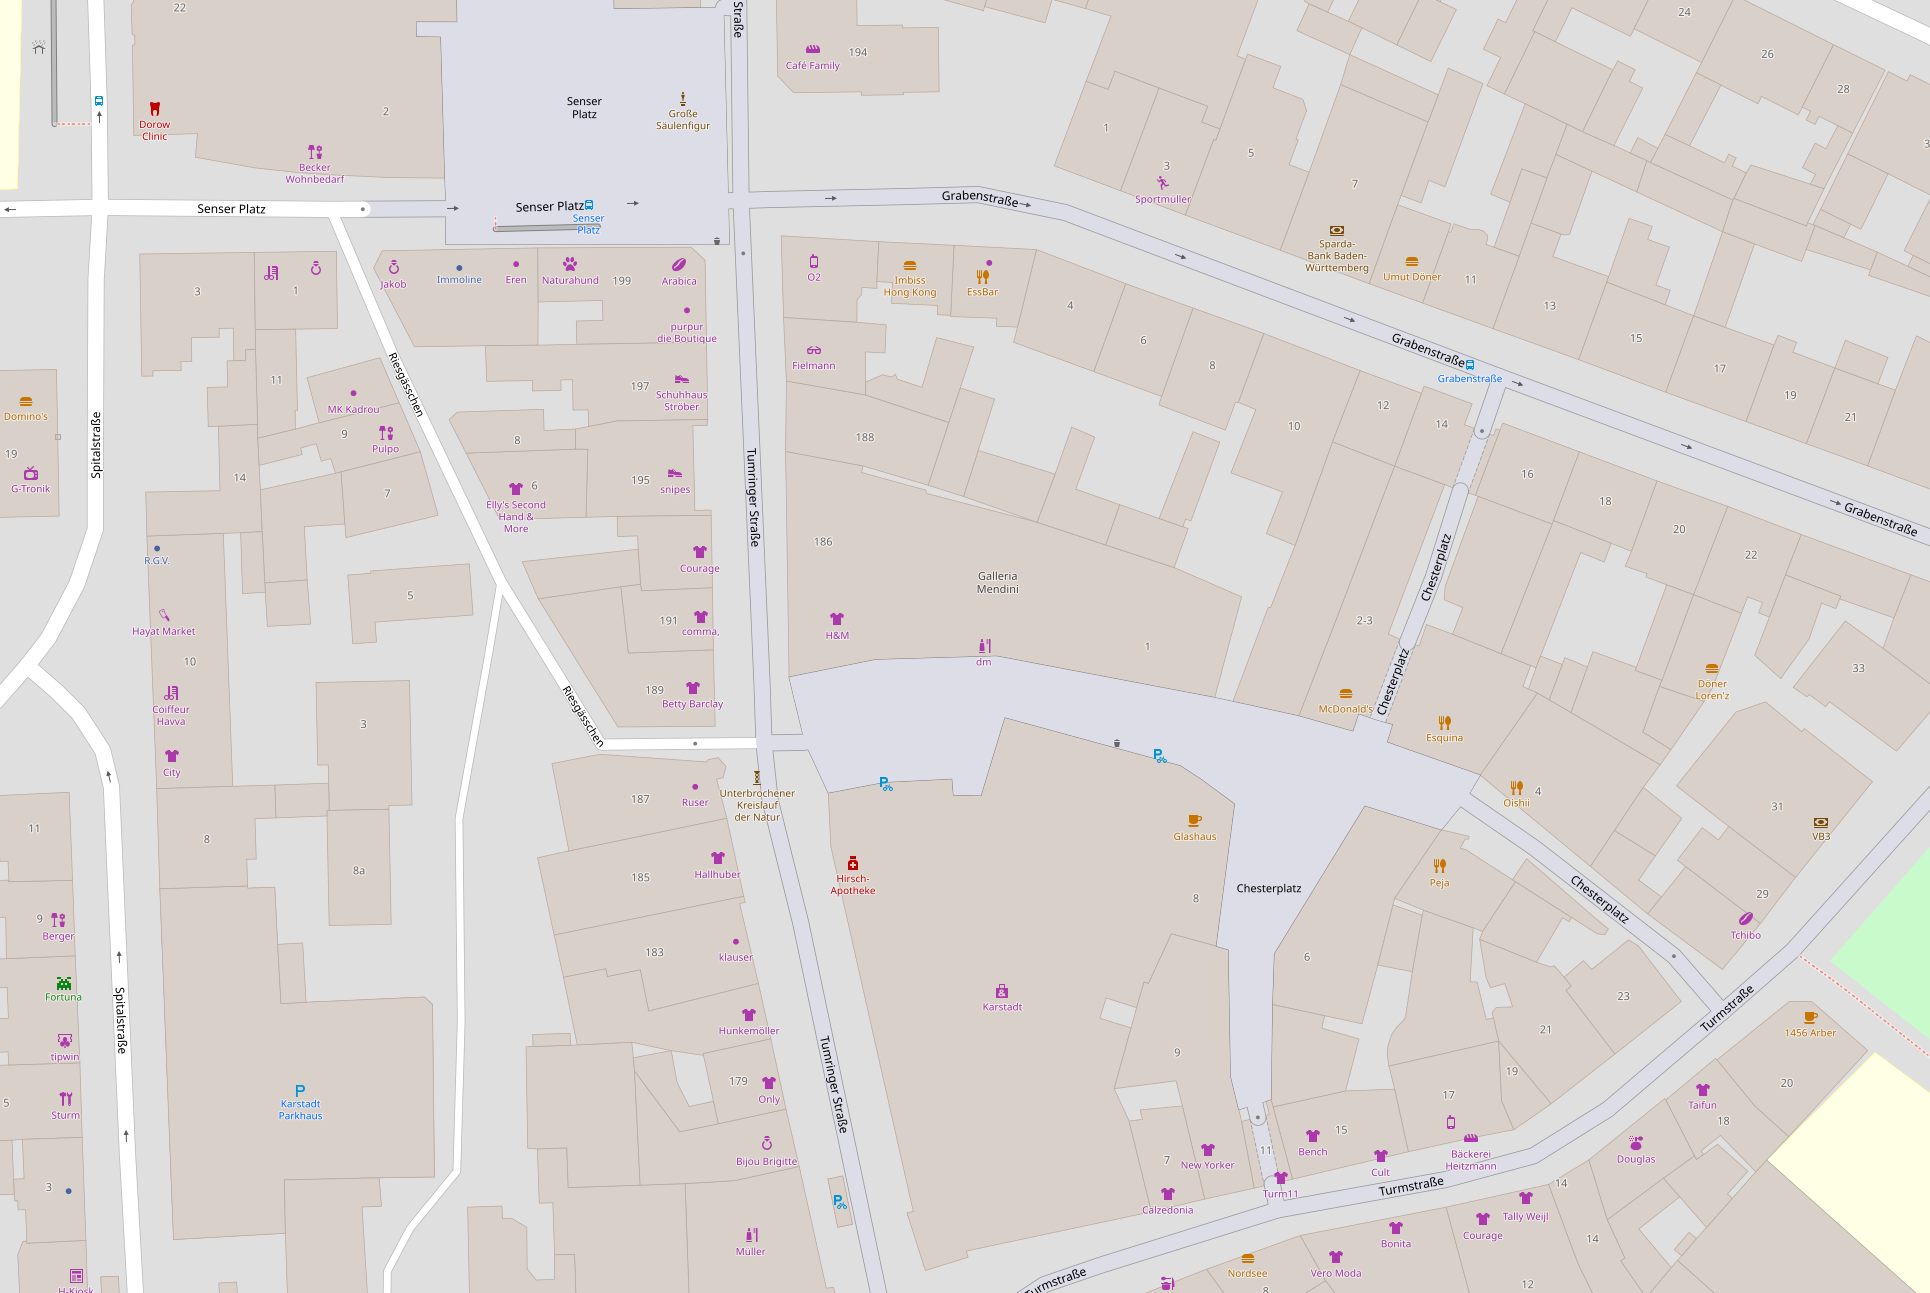 22
Straße
24
26
28
194
Café Family
Senser
Platz
Große
Säulenfigur
2
Dorow
Clinic
Becker
Wohnbedarf
1
3
5
7
Sportmüller
Senser Platz
Senser Platz
Senser
Platz
Grabenstraße
Sparda-
Bank Baden-
Württemberg
Umut Döner
11
13
15
17
19
21
3
1
Jakob
Immoline
Eren
Naturahund
199
Arabica
purpur
die Boutique
O2
Imbiss
Hong Kong
EssBar
4
6
8
10
12
14
Grabenstraße
Grabenstraße
Fielmann
Riesgässchen
11
MK Kadrou
9
Pulpo
197
Schuhhaus
Ströber
Domino's
19
G-Tronik
Spitalstraße
14
7
8
6
Elly's Second
Hand &
More
195
snipes
188
Tumringer Straße
16
18
20
22
Grabenstraße
R.G.V.
186
Galleria
Mendini
Courage
5
191
comma,
Chesterplatz
Hayat Market
10
H&M
dm
1
2-3
33
Coiffeur
Havva
189
Betty Barclay
Riesgässchen
McDonald's
Chesterplatz
Esquina
Döner
Loren'z
3
City
187
Ruser
Unterbrochener
Kreislauf
der Natur
Oishii
4
31
VB3
Glashaus
11
8
8a
185
Hallhuber
Hirsch-
Apotheke
Chesterplatz
8
Peja
Chesterplatz
29
Tchibo
9
Berger
183
klauser
6
Fortuna
Karstadt
23
Hunkemöller
Spitalstraße
Turmstraße
1456 Arber
tipwin
21
9
19
20
5
Sturm
Karstadt
Parkhaus
179
Only
Tumringer Straße
17
Taifun
18
Bijou Brigitte
7
New Yorker
11
Bench
15
Cult
Bäckerei
Heitzmann
Douglas
3
Calzedonia
Turm11
Turmstraße
14
Tally Weijl
Courage
Bonita
14
Müller
Nordsee
Vero Moda
12
H-Kiosk
Turmstraße
8